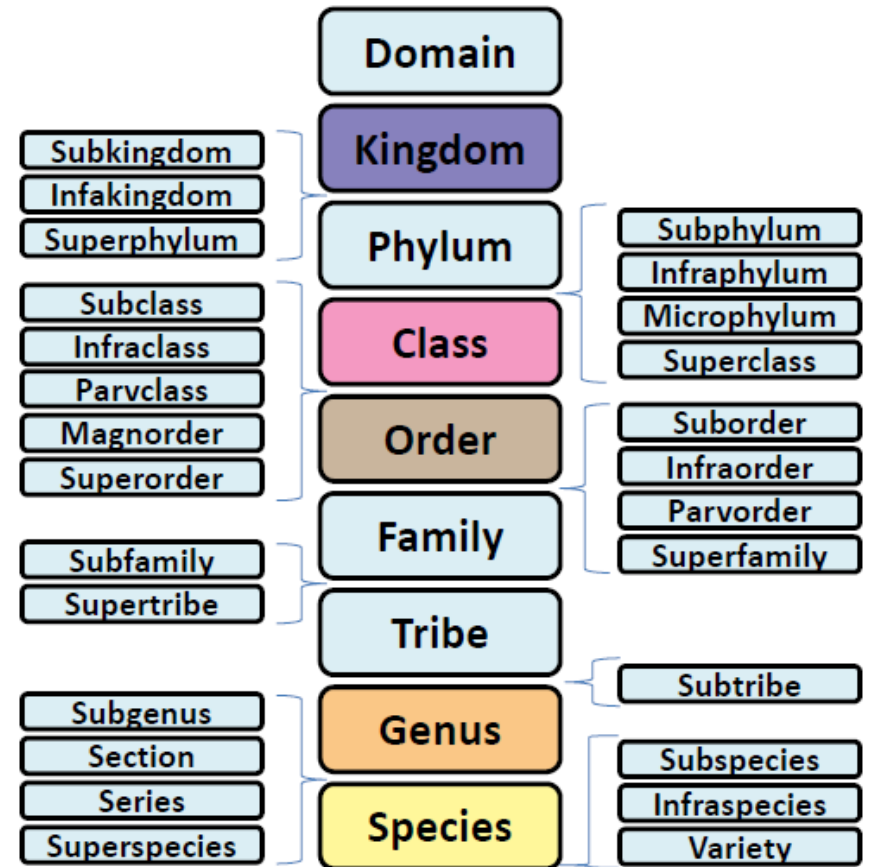 Domain
Kingdom
Subkingdom
Infakingdom
Superphylum
Phylum
Subphylum
Infraphylum
Microphylum
Superclass
Class
Subclass
Infraclass
Parvclass
Magnorder
Superorder
Order
Suborder
Infraorder
Parvorder
Superfamily
Family
Subfamily
Supertribe
Tribe
Subtribe
Genus
Subgenus
Section
Series
Superspecies
Species
Subspecies
Infraspecies
Variety